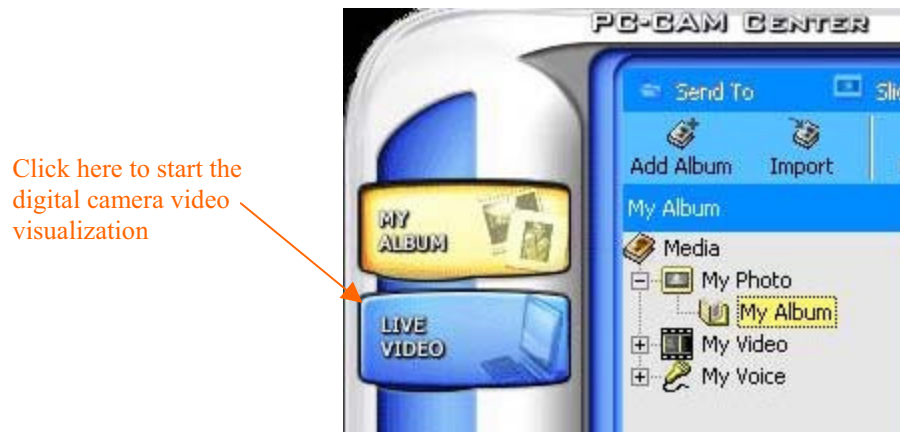 PC-CAM CENTER
Send To
Add Album Import
My Album
Click here to start the
digital camera video
visualization
MY
ALBUM
LIVE
VIDEO
Media
My Photo
My Album
My Video
My Voice